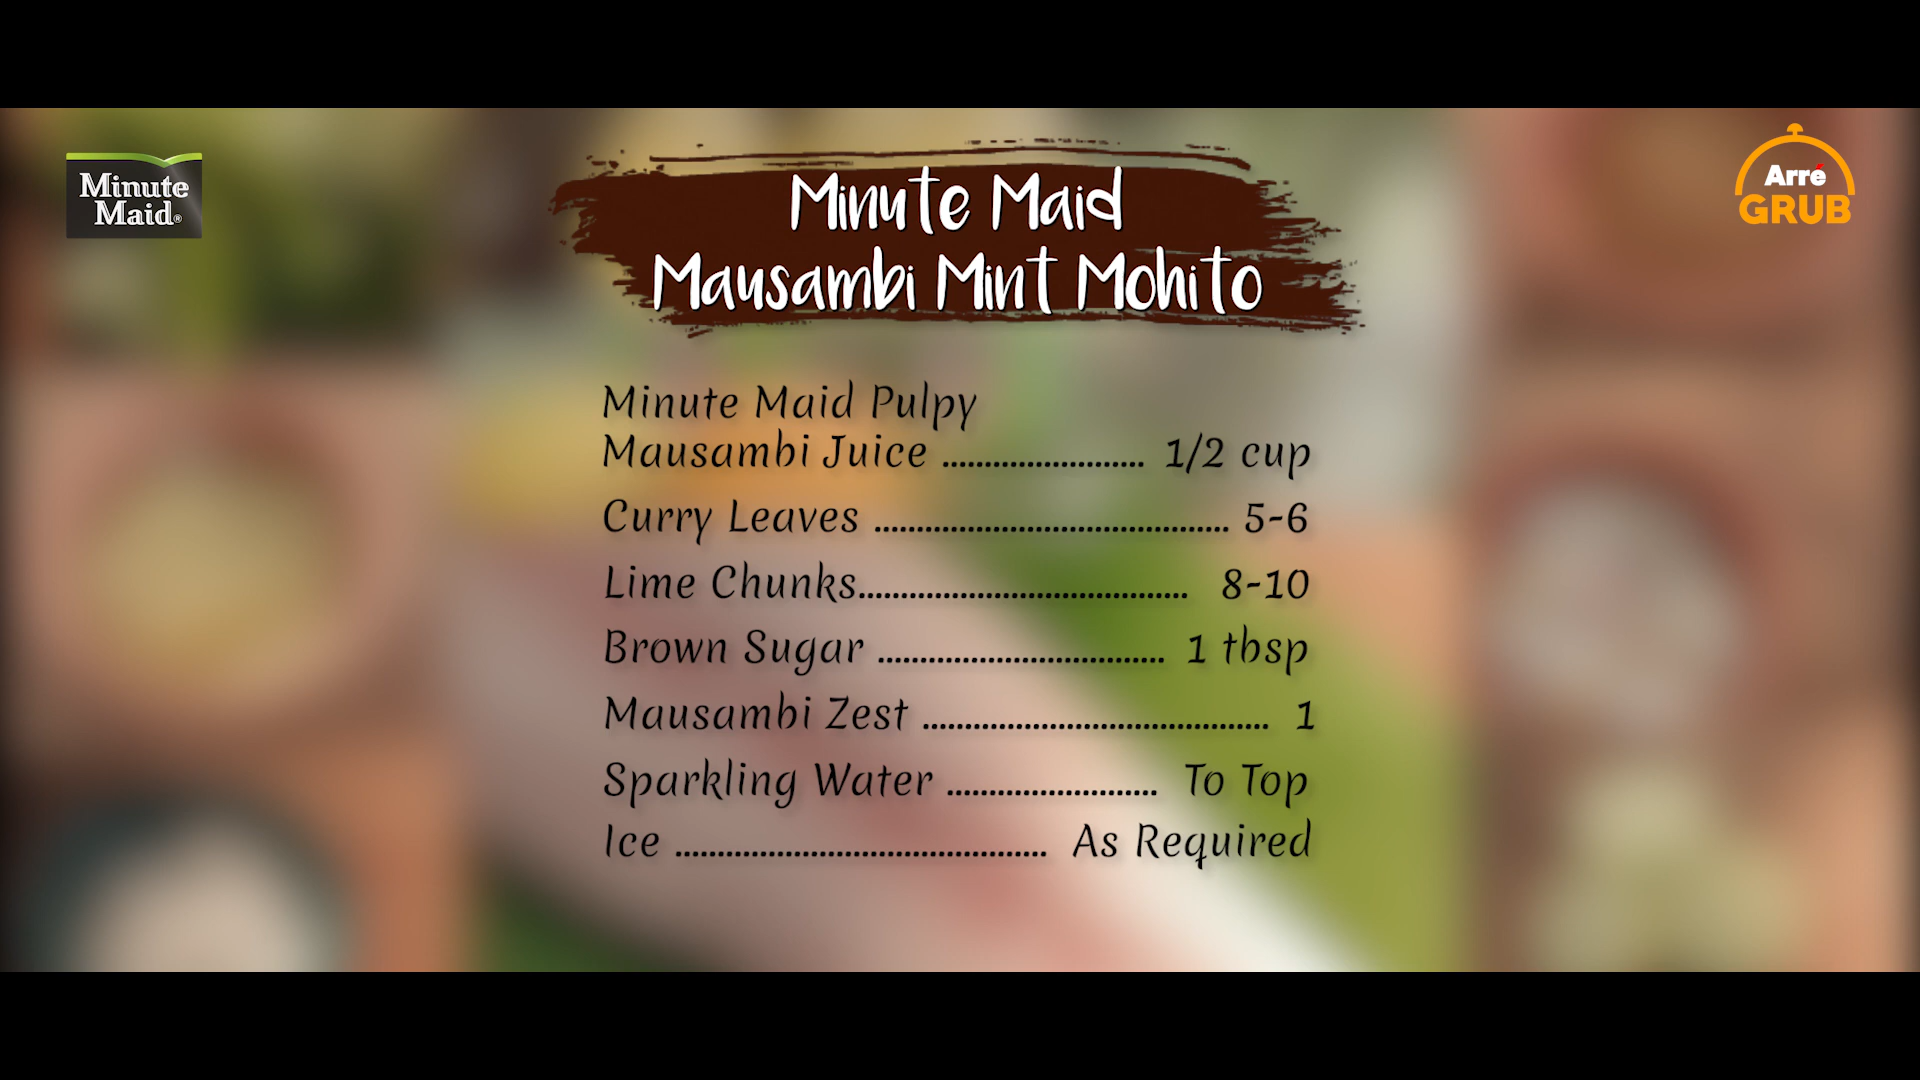 Minute
Maid®
Arré
GRUB
Minute Maid
Mausambi Mint Mohito
Minute Maid Pulpy
Mausambi Juice ........................ 1/2 cup
Curry Leaves .......................................... 5-6
Lime Chunks....................................... 8-10
Brown Sugar .................................. 1 tbsp
Mausambi Zest ......................................... 1
Sparkling Water ......................... To Top
Ice ............................................ As Required